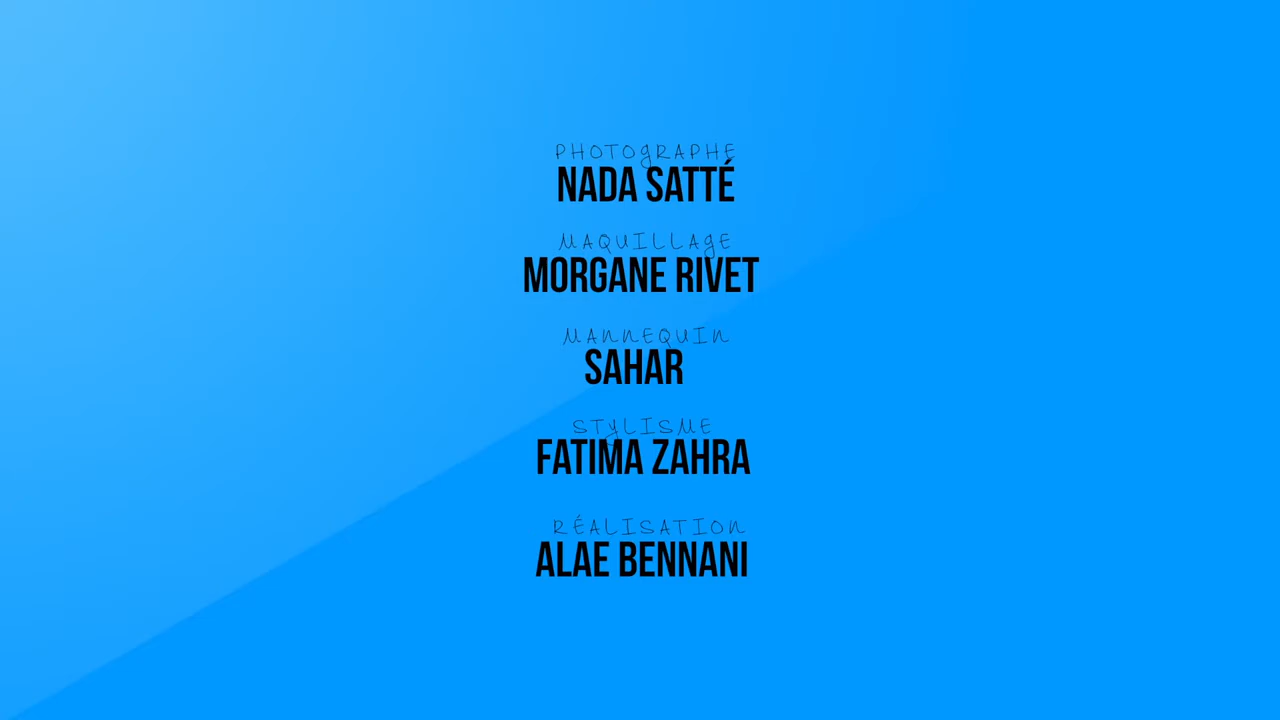 PHOTOGRAPHE
NADA SATTÉ
MAQUILLAGE
MORGANE RIVET
MANNEQUIN
SAHAR
STYLISME
FATIMA ZAHRA
RÉALISATION
ALAE BENNANI